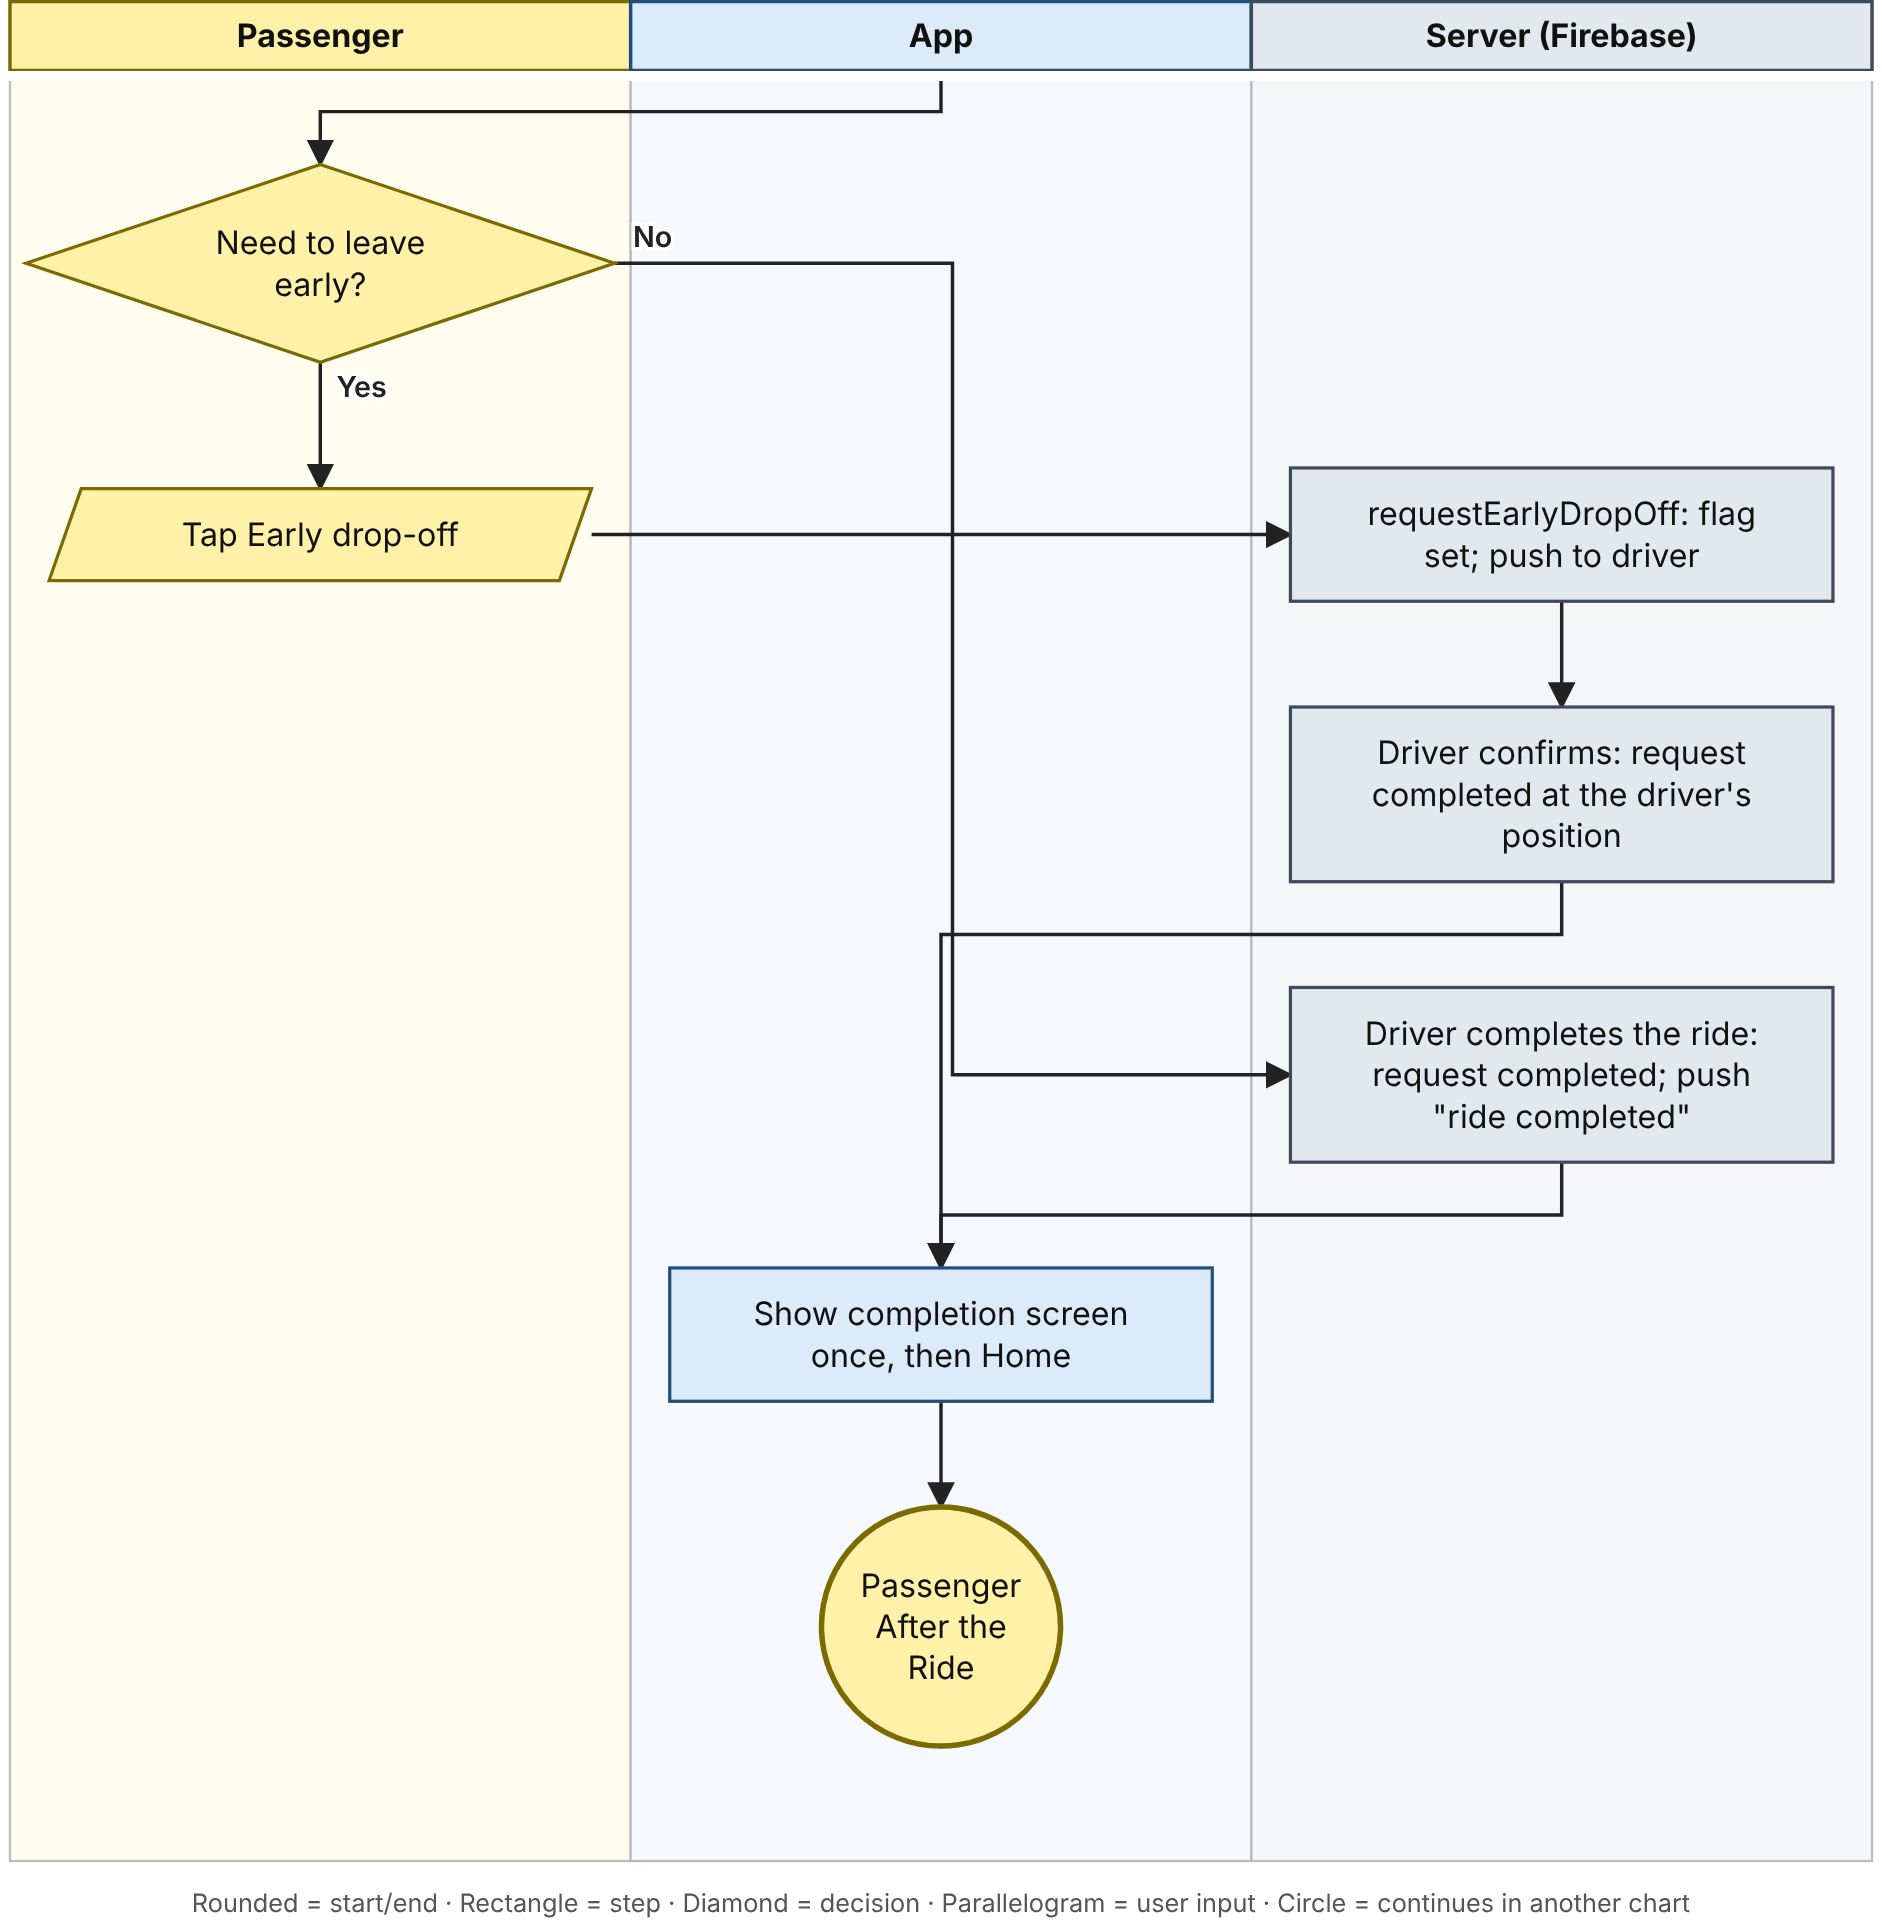 Passenger
App
Server (Firebase)
Need to leave
early?
No
Yes
Tap Early drop-off
requestEarlyDropOff: flag
set; push to driver
Driver confirms: request
completed at the driver's
position
Driver completes the ride:
request completed; push
"ride completed"
Show completion screen
once, then Home
Passenger
After the
Ride
Rounded = start/end · Rectangle = step · Diamond = decision · Parallelogram = user input · Circle = continues in another chart